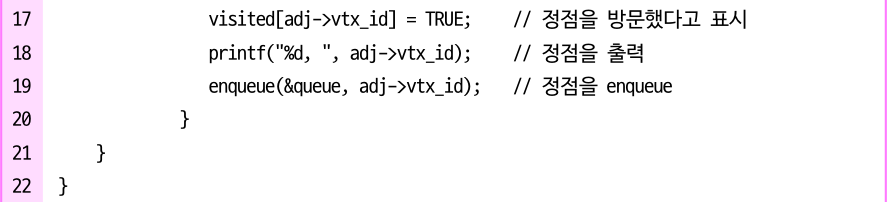 17 visited[adj->vtx_id] = TRUE; // 정점을 방문했다고 표시
18 printf("%d, ", adj->vtx_id); // 정점을 출력
19 enqueue(&queue, adj->vtx_id); // 정점을 enqueue
20 }
21 }
22 }